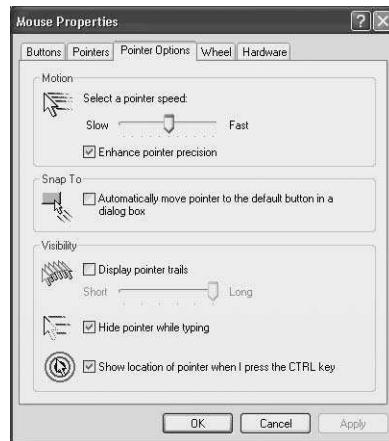 Mouse Properties
Buttons Pointers Pointer Options Wheel Hardware
Motion
Select a pointer speed:
Slow Fast
Enhance pointer precision
Snap To
Automatically move pointer to the default button in a
dialog box
Visibility
Display pointer trails
Short Long
Hide pointer while typing
Show location of pointer when I press the CTRL key
OK Cancel Apply